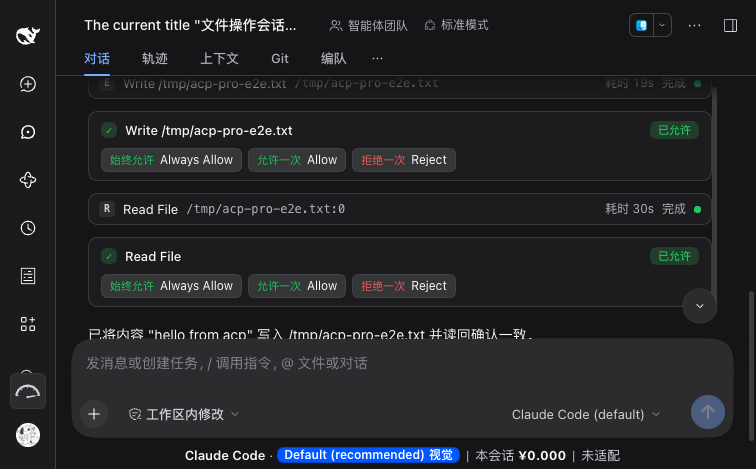 The current title "文件操作会话... 智能体团队 标准模式
对话 轨迹 上下文 Git 编队
E Write /tmp/acp-pro-e2e.txt /tmp/acp-pro-e2e.txt 耗时 19s 完成
Write /tmp/acp-pro-e2e.txt 已允许
始终允许 Always Allow 允许一次 Allow 拒绝一次 Reject
R Read File /tmp/acp-pro-e2e.txt:0 耗时 30s 完成
Read File 已允许
始终允许 Always Allow 允许一次 Allow 拒绝一次 Reject
已将内容 "hello from acp" 写入 /tmp/acp-pro-e2e.txt 并读回确认一致。
发消息或创建任务, / 调用指令, @ 文件或对话
工作区内修改 Claude Code (default)
Claude Code · Default (recommended) 视觉 | 本会话 ¥0.000 | 未适配